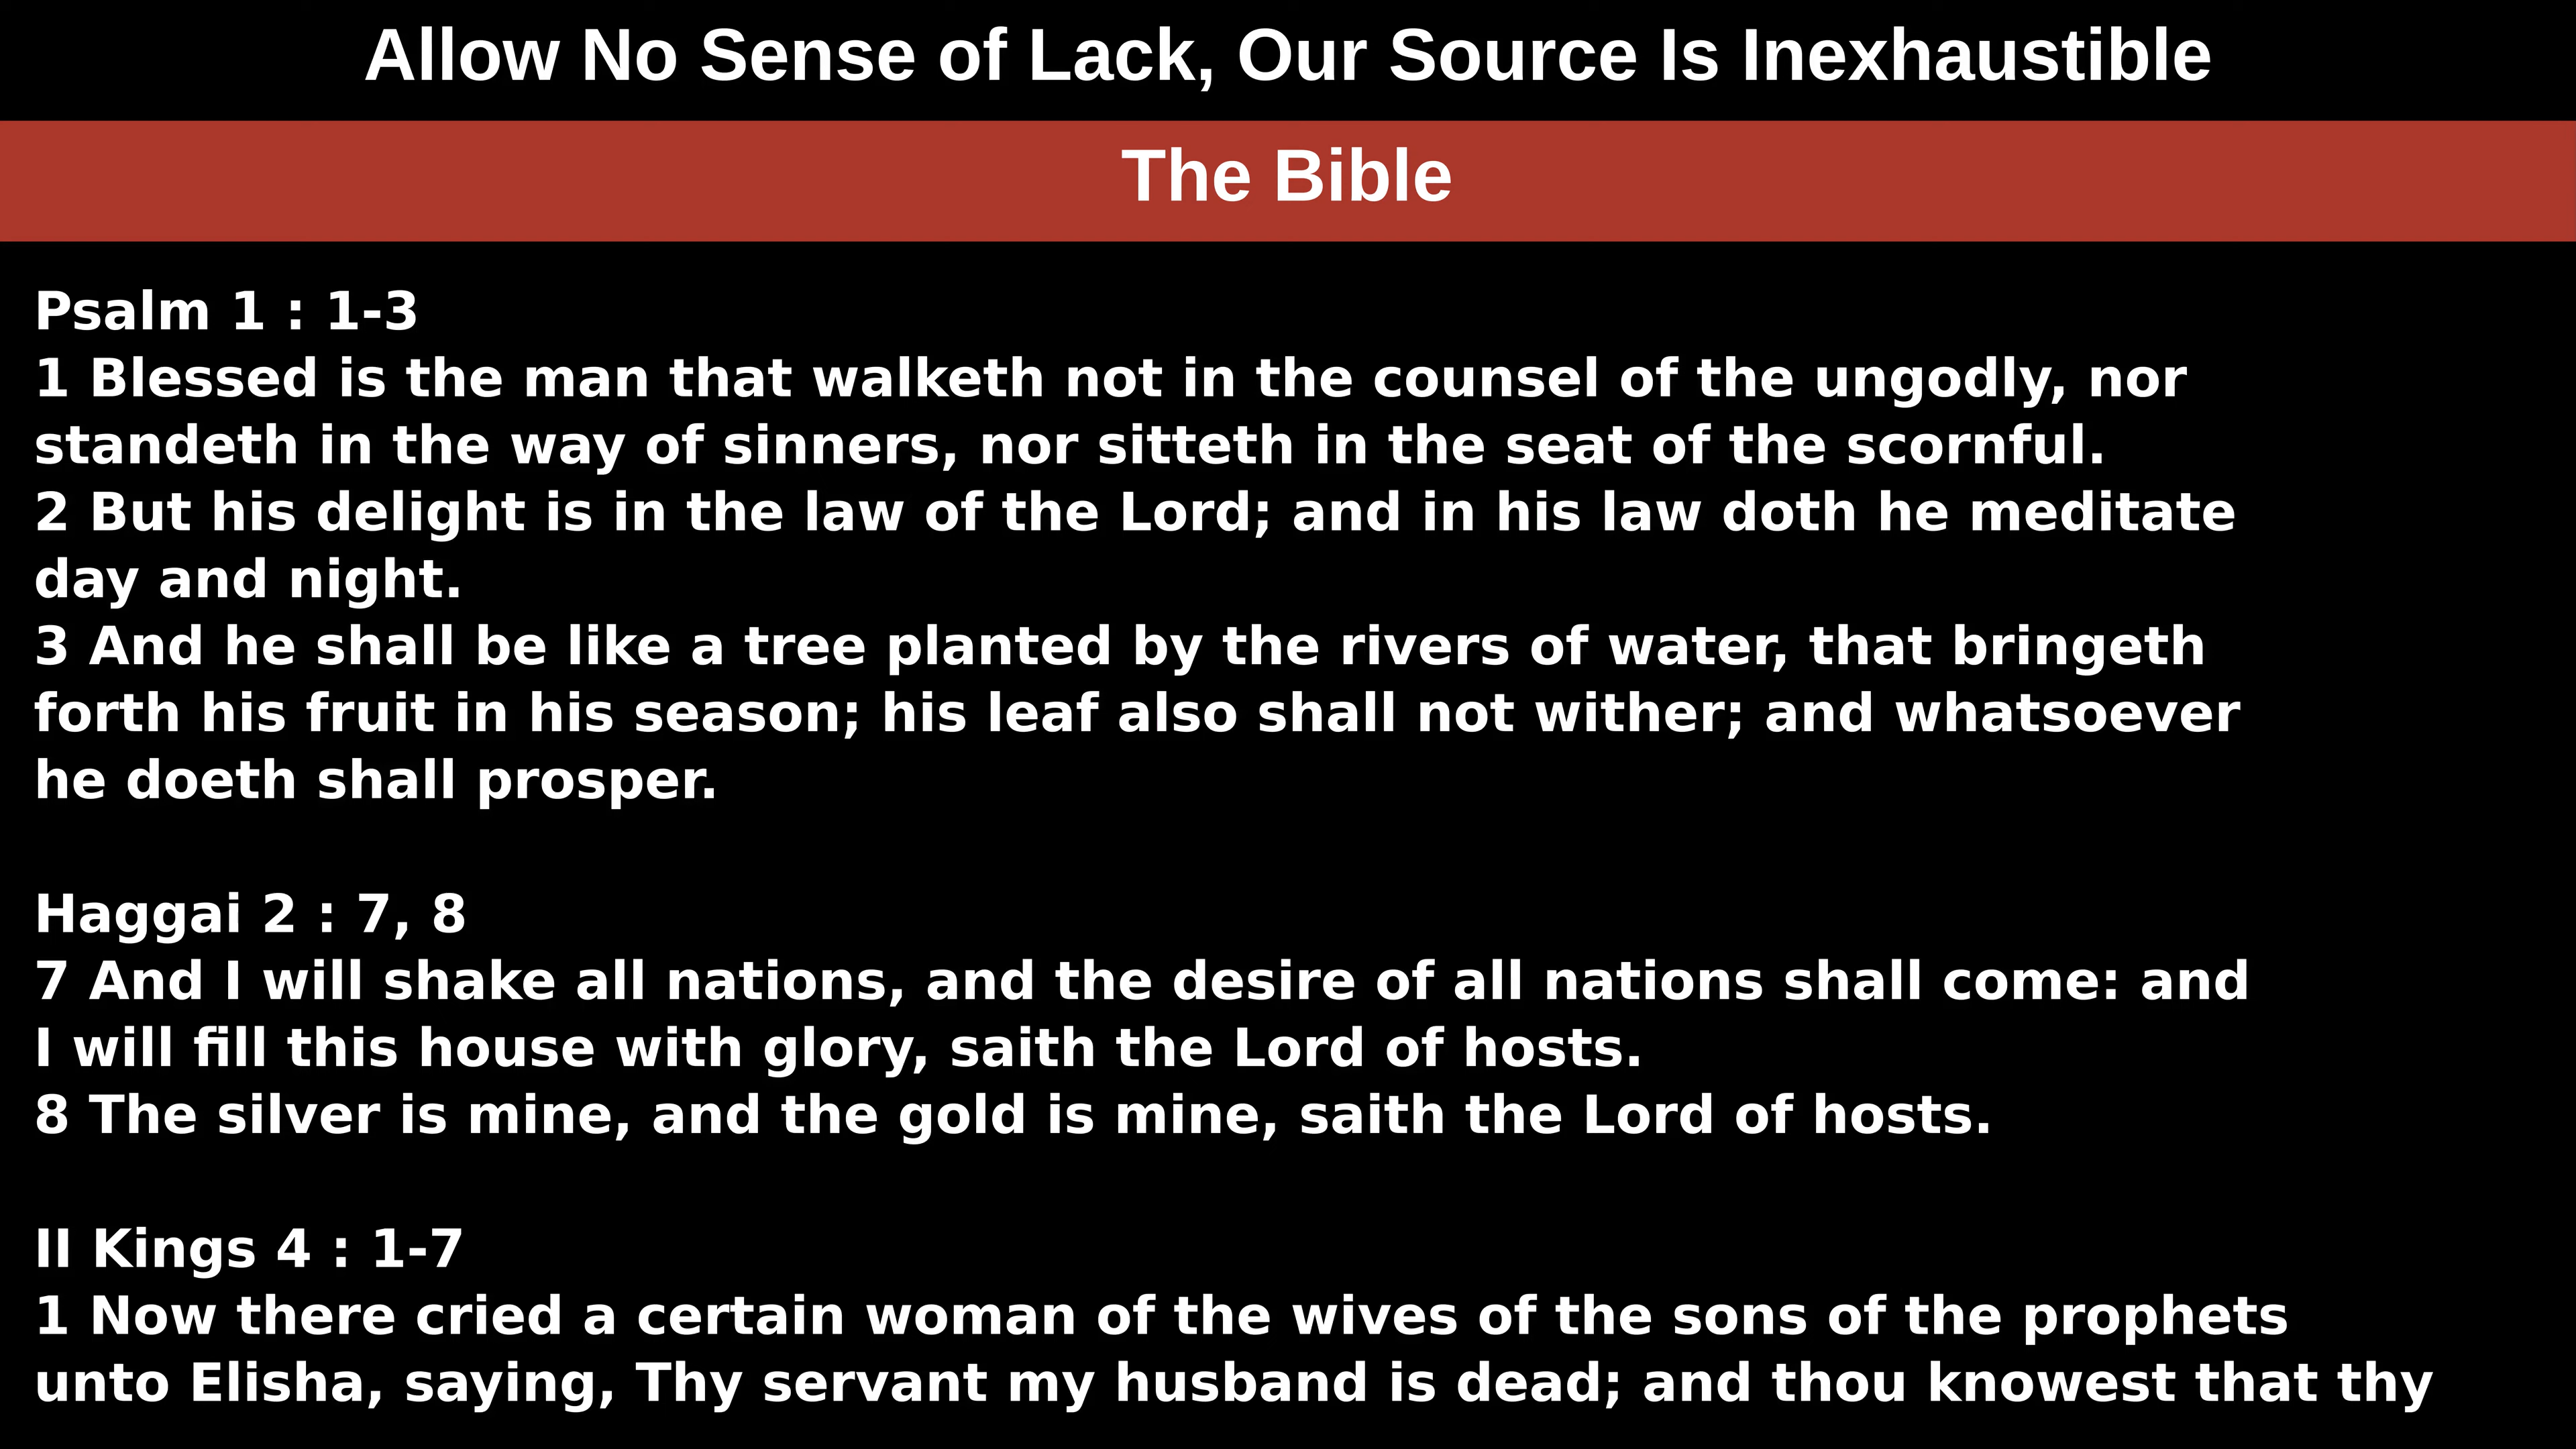 Allow No Sense of Lack, Our Source Is Inexhaustible
The Bible
Psalm 1 : 1-3
1 Blessed is the man that walketh not in the counsel of the ungodly, nor
standeth in the way of sinners, nor sitteth in the seat of the scornful.
2 But his delight is in the law of the Lord; and in his law doth he meditate
day and night.
3 And he shall be like a tree planted by the rivers of water, that bringeth
forth his fruit in his season; his leaf also shall not wither; and whatsoever
he doeth shall prosper.
Haggai 2 : 7, 8
7 And I will shake all nations, and the desire of all nations shall come: and
I will fill this house with glory, saith the Lord of hosts.
8 The silver is mine, and the gold is mine, saith the Lord of hosts.
II Kings 4 : 1-7
1 Now there cried a certain woman of the wives of the sons of the prophets
unto Elisha, saying, Thy servant my husband is dead; and thou knowest that thy